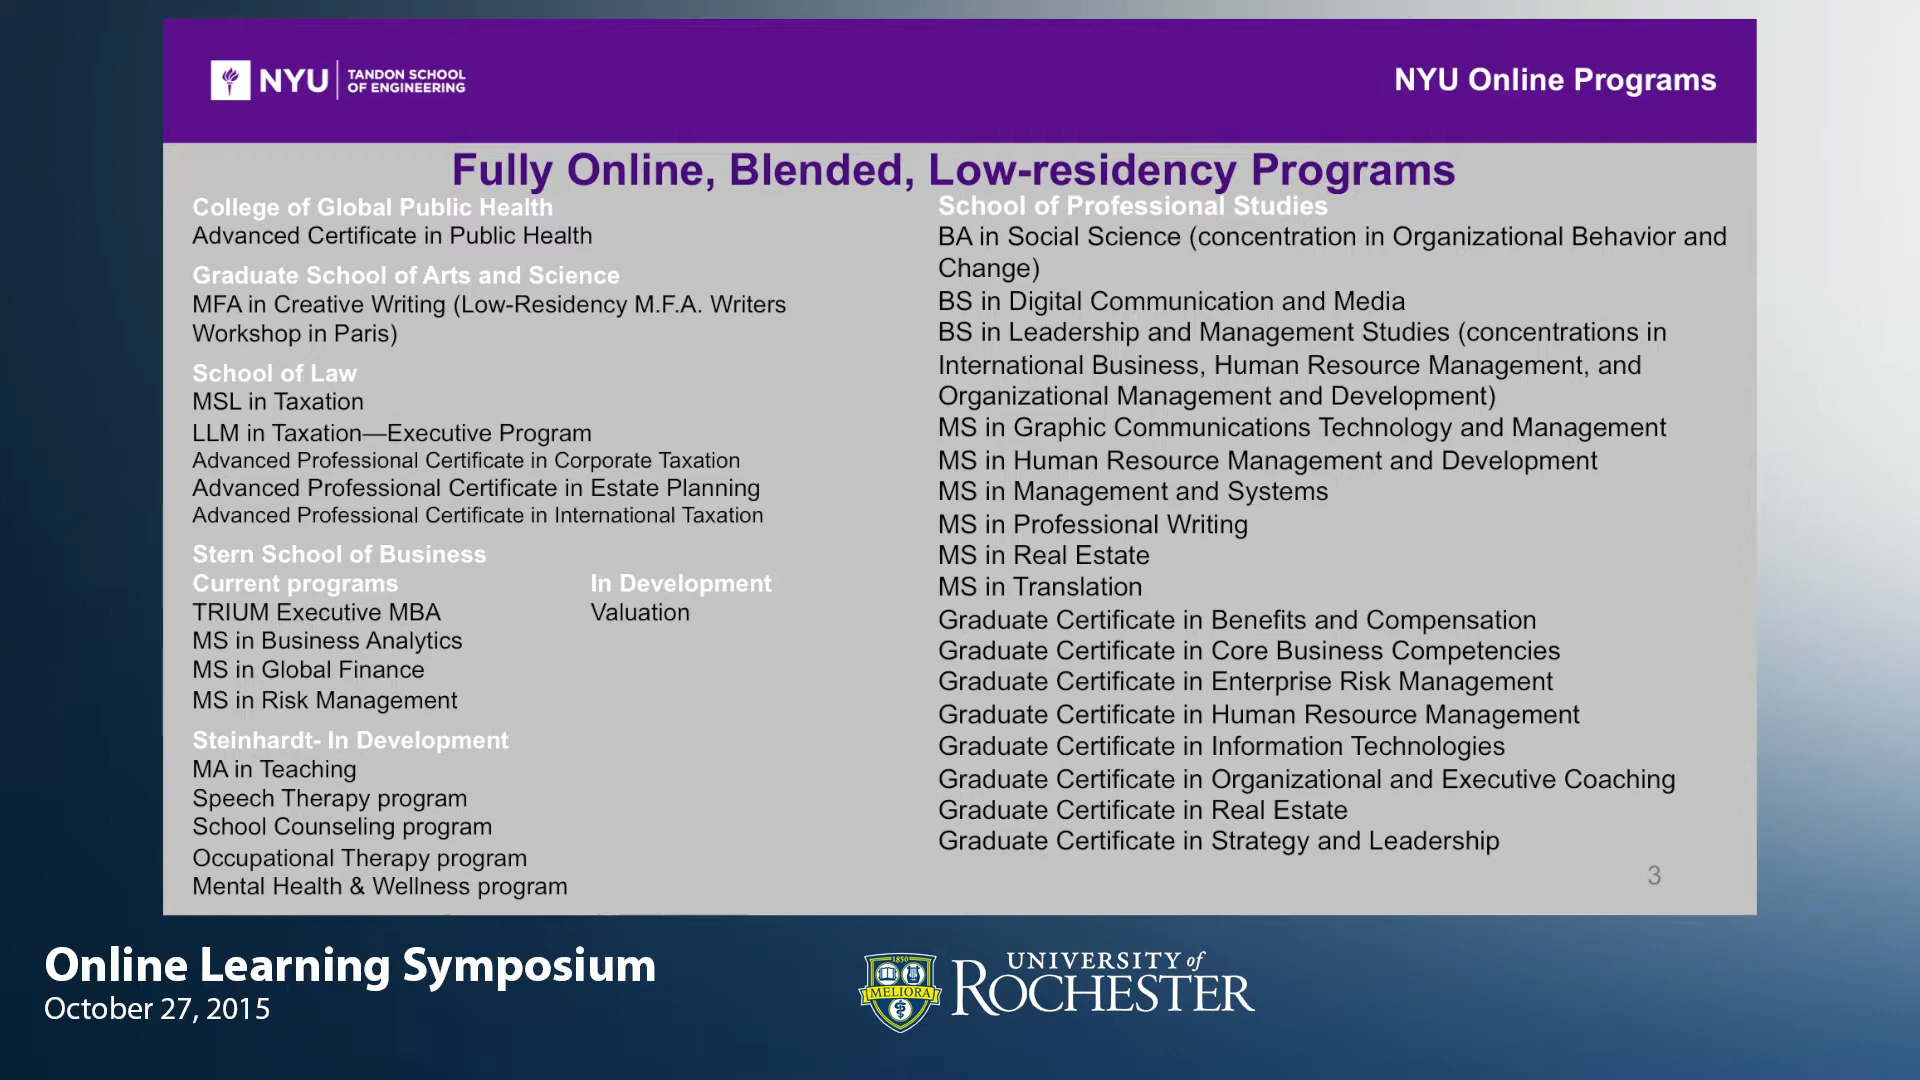 NYU TANDON SCHOOL
OF ENGINEERING
NYU Online Programs
Fully Online, Blended, Low-residency Programs
College of Global Public Health
Advanced Certificate in Public Health
Graduate School of Arts and Science
MFA in Creative Writing (Low-Residency M.F.A. Writers
Workshop in Paris)
School of Law
MSL in Taxation
LLM in Taxation—Executive Program
Advanced Professional Certificate in Corporate Taxation
Advanced Professional Certificate in Estate Planning
Advanced Professional Certificate in International Taxation
Stern School of Business
Current programs
TRIUM Executive MBA
MS in Business Analytics
MS in Global Finance
MS in Risk Management
In Development
Valuation
Steinhardt- In Development
MA in Teaching
Speech Therapy program
School Counseling program
Occupational Therapy program
Mental Health & Wellness program
School of Professional Studies
BA in Social Science (concentration in Organizational Behavior and
Change)
BS in Digital Communication and Media
BS in Leadership and Management Studies (concentrations in
International Business, Human Resource Management, and
Organizational Management and Development)
MS in Graphic Communications Technology and Management
MS in Human Resource Management and Development
MS in Management and Systems
MS in Professional Writing
MS in Real Estate
MS in Translation
Graduate Certificate in Benefits and Compensation
Graduate Certificate in Core Business Competencies
Graduate Certificate in Enterprise Risk Management
Graduate Certificate in Human Resource Management
Graduate Certificate in Information Technologies
Graduate Certificate in Organizational and Executive Coaching
Graduate Certificate in Real Estate
Graduate Certificate in Strategy and Leadership
3
Online Learning Symposium
October 27, 2015
1850
MELIORA
UNIVERSITY of
ROCHESTER